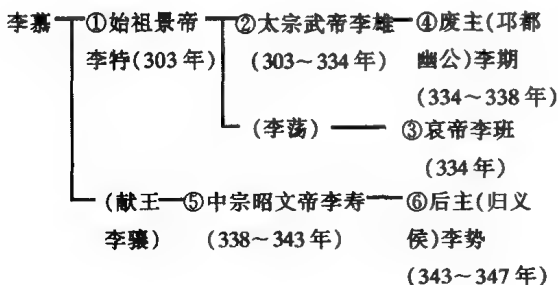 李慕 ①始祖景帝 ②太宗武帝李雄 ④废主(邛都
李特(303年) (303~334年) 幽公)李期
(334~338年)
(李荡) ③哀帝李班
(334年)
(献王 ⑤中宗昭文帝李寿 ⑥后主(归义
李骧) (338~343年) 侯)李势
(343~347年)